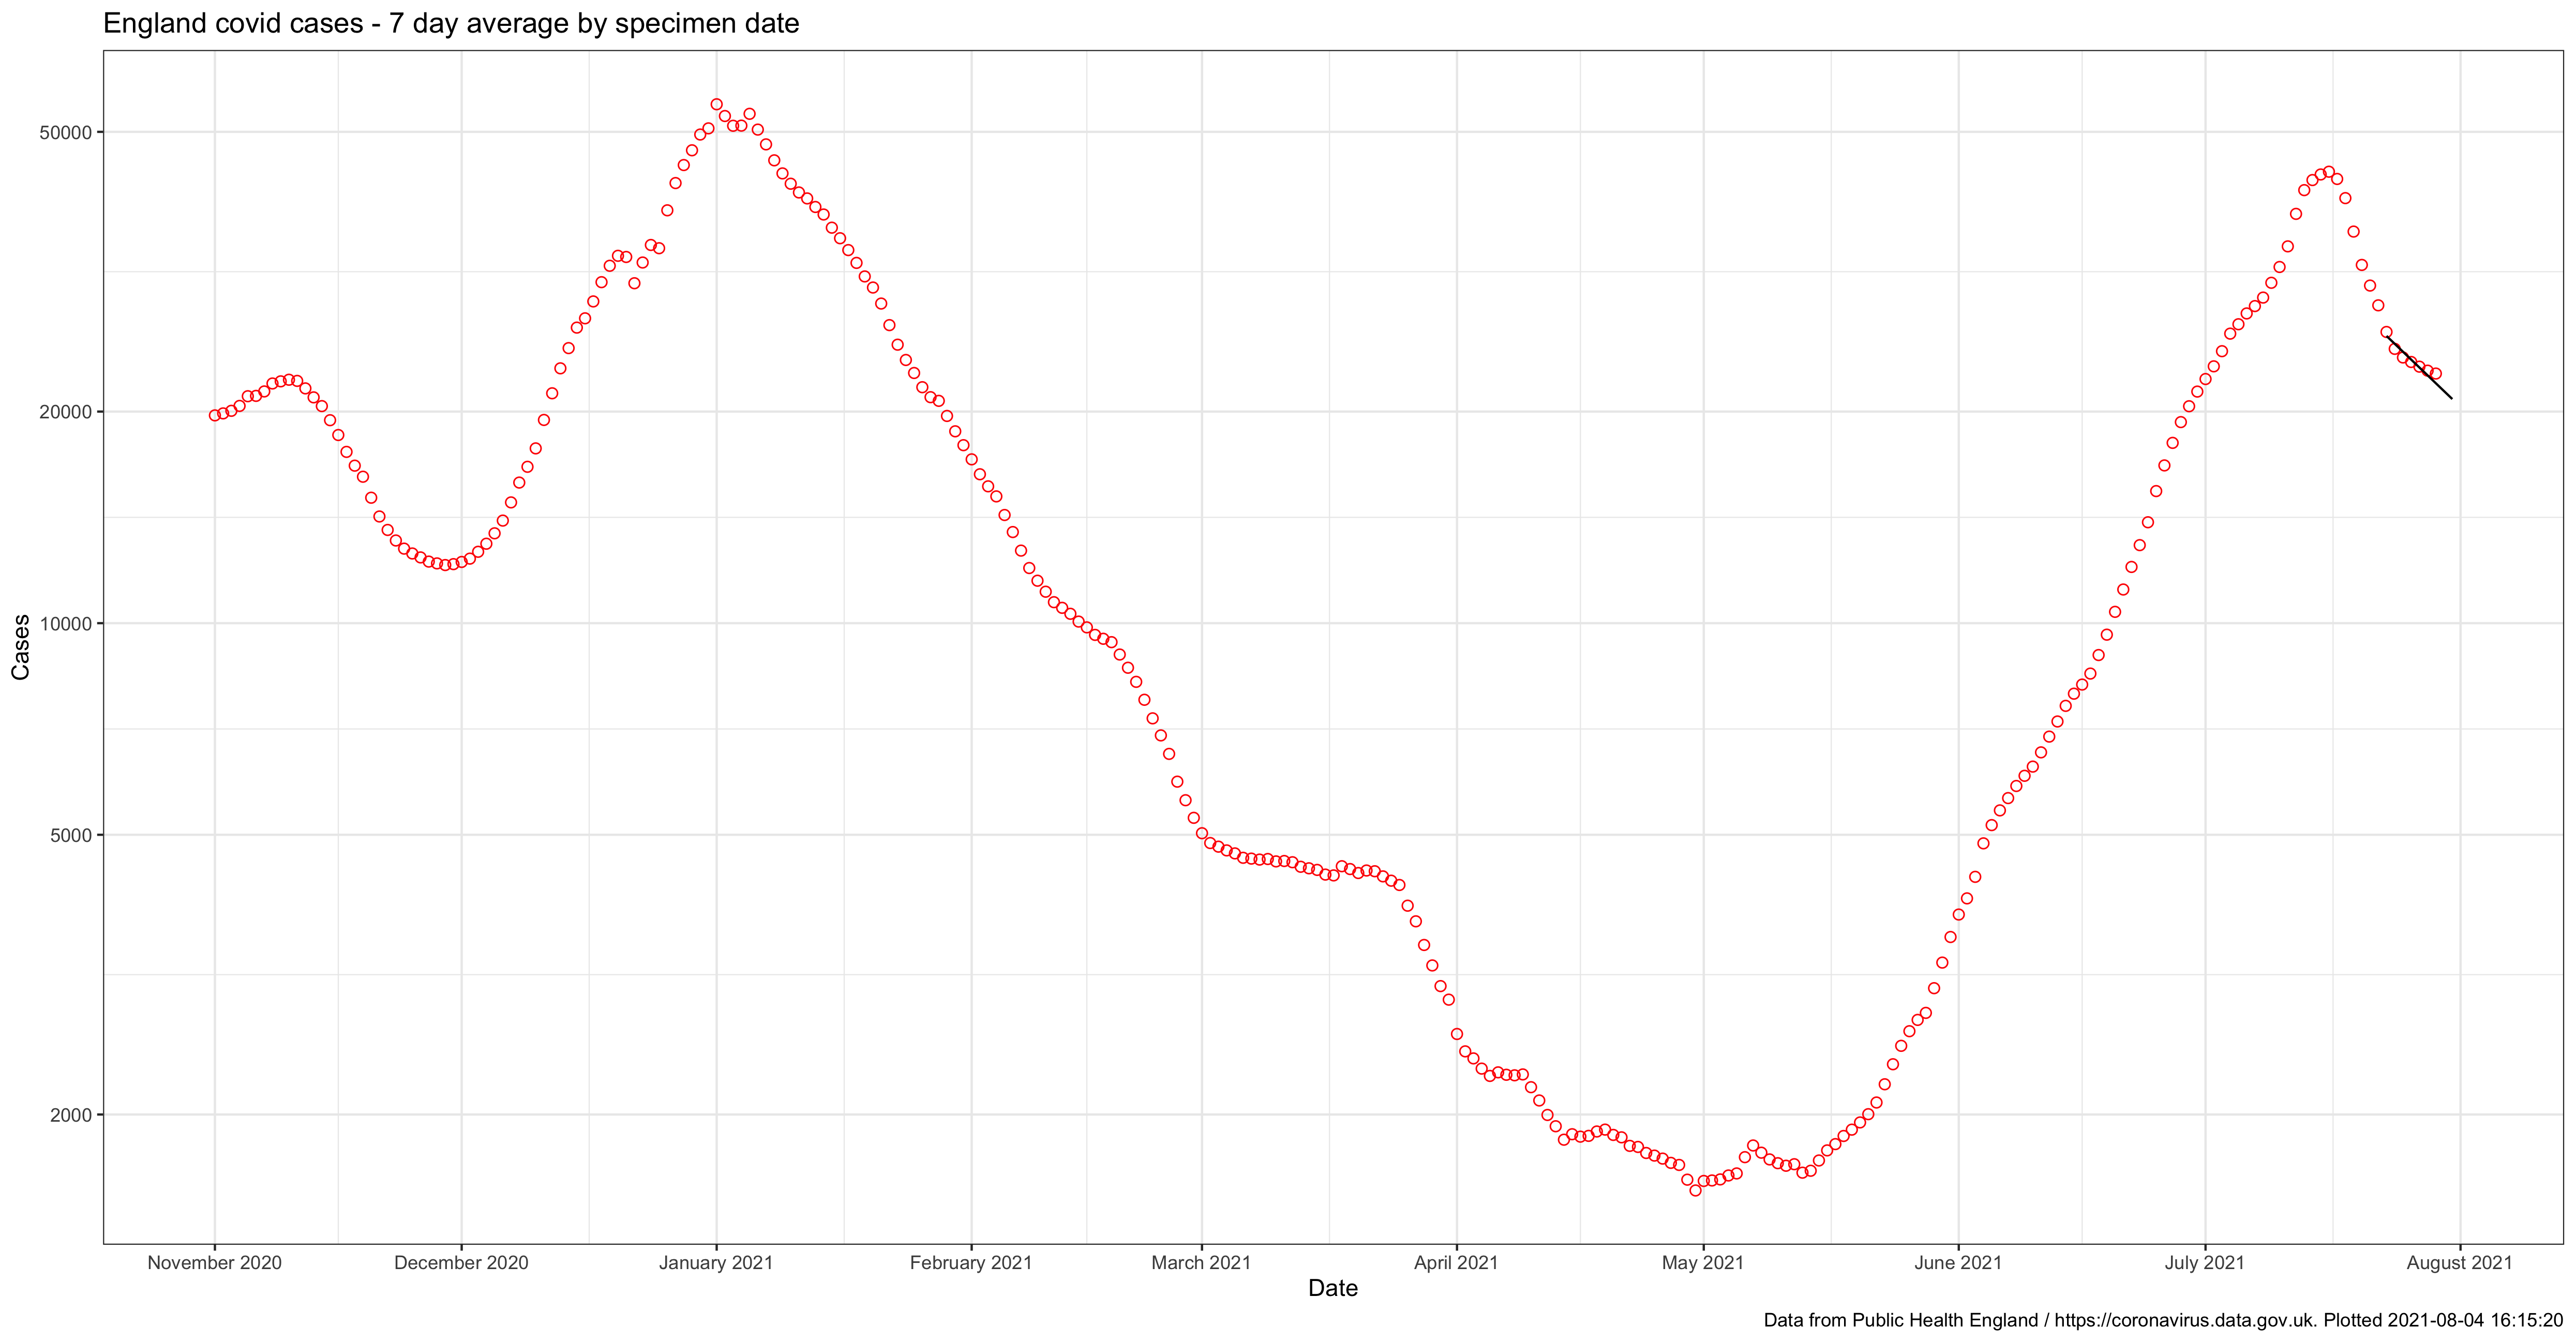 England covid cases - 7 day average by specimen date
Cases
50000
20000
10000
5000
2000
November 2020
December 2020
January 2021
February 2021
March 2021
April 2021
May 2021
June 2021
July 2021
August 2021
Date
Data from Public Health England / https://coronavirus.data.gov.uk. Plotted 2021-08-04 16:15:20